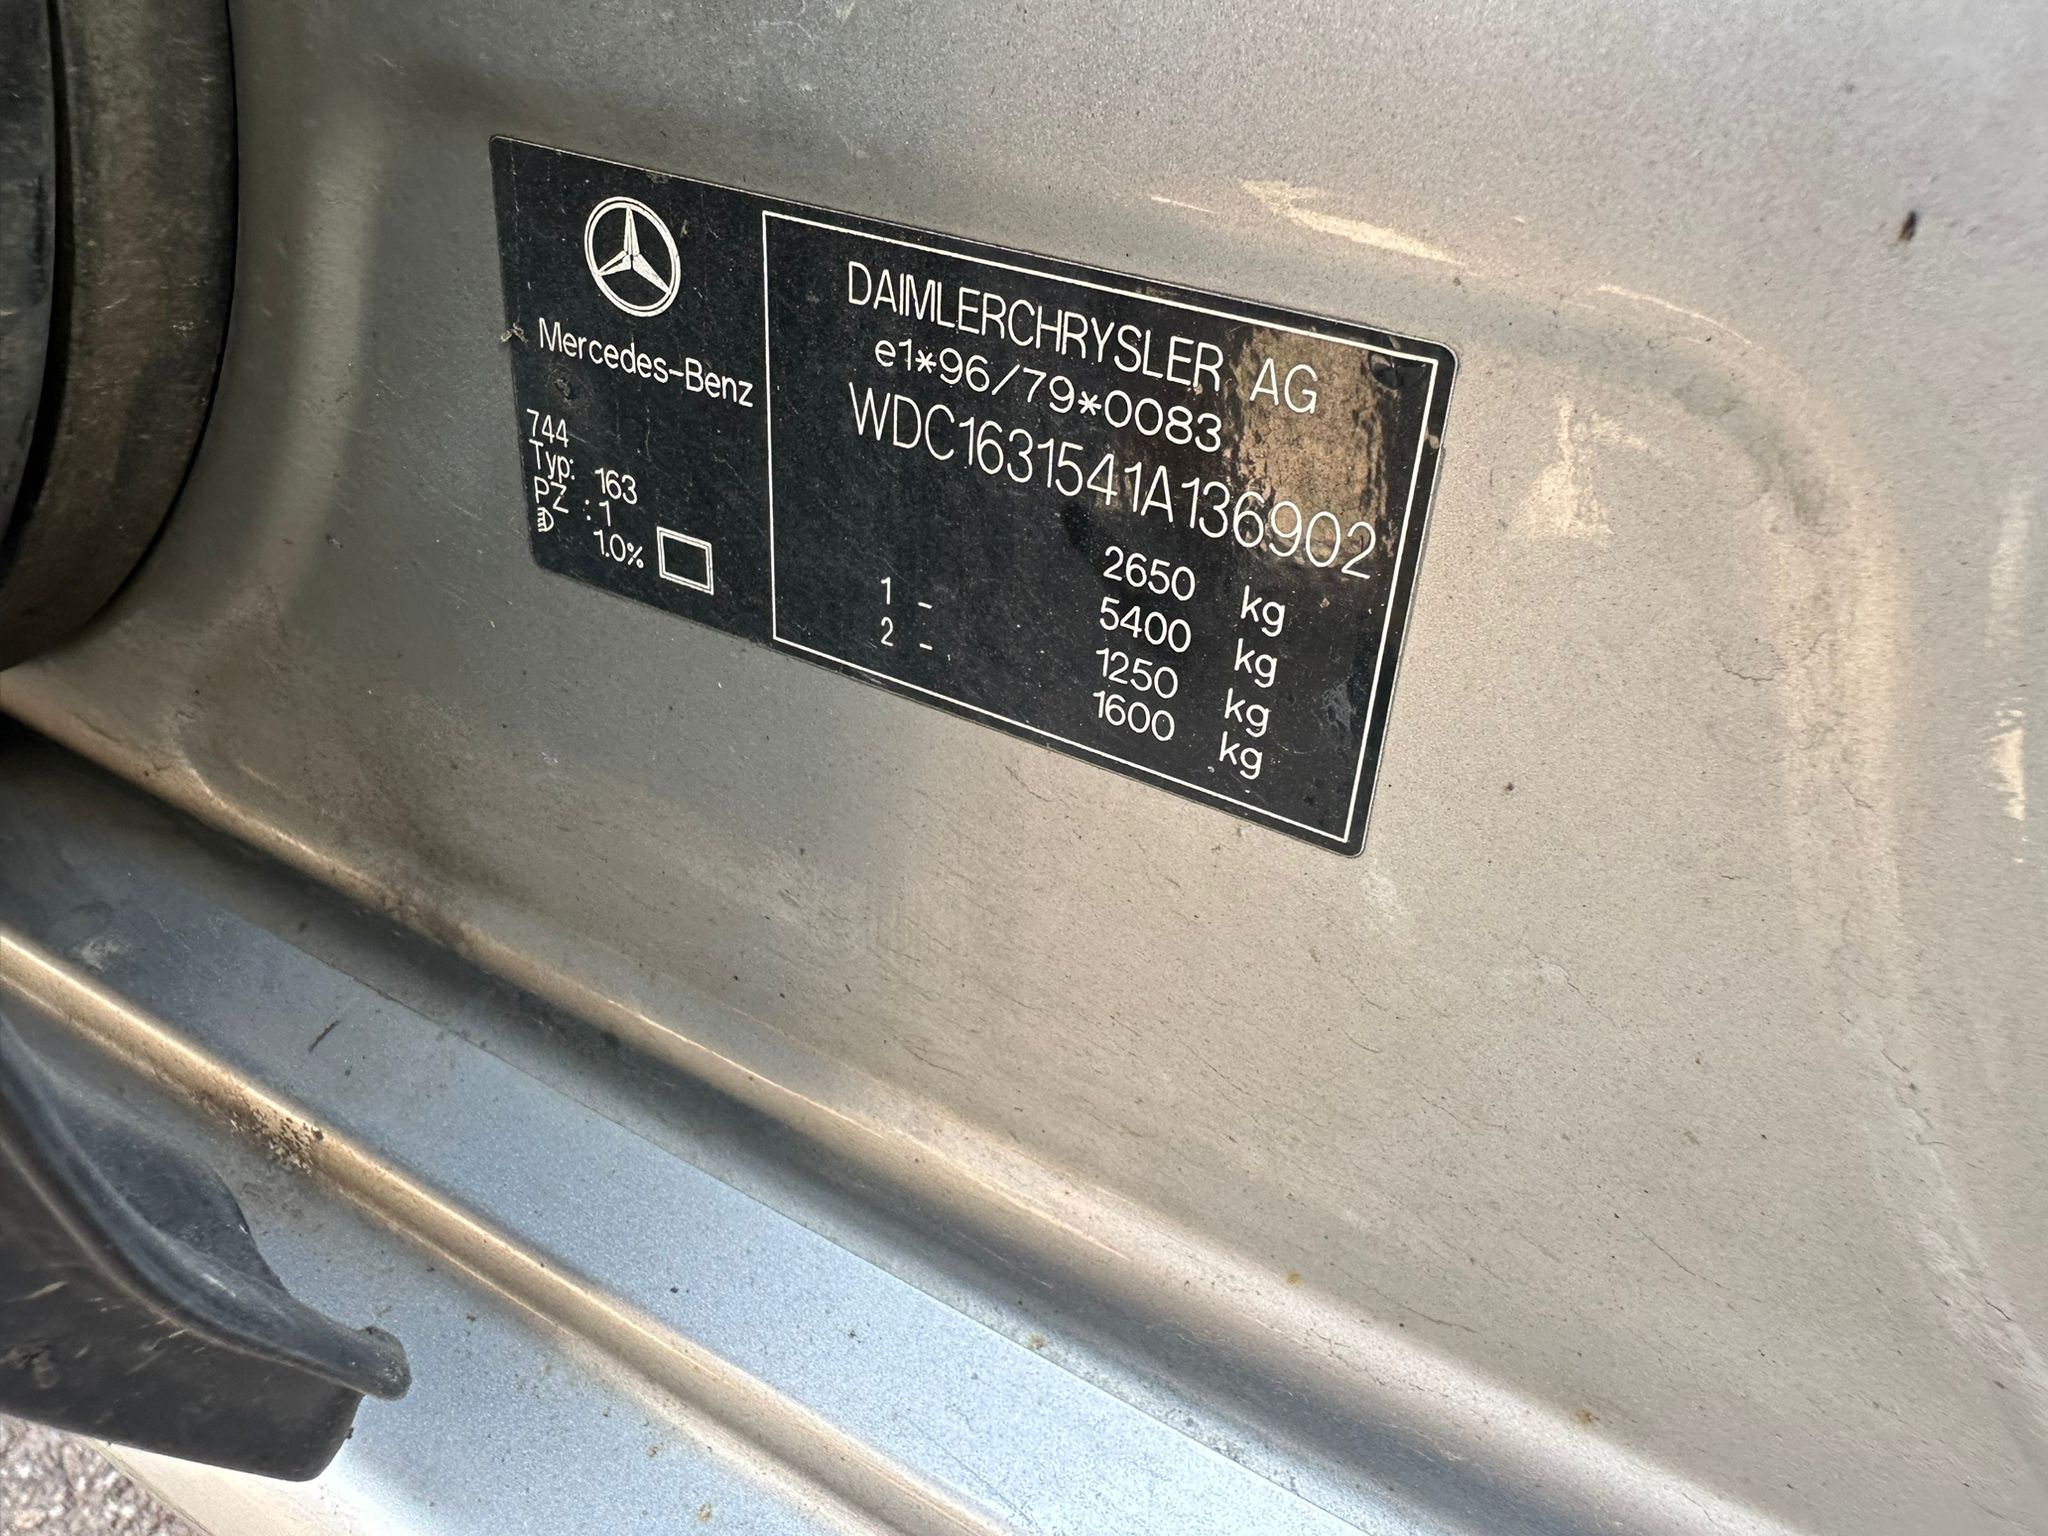 Mercedes-Benz
744
Typ: 163
PZ : 1
1.0%
DAIMLERCHRYSLER AG
e1*96/79*0083
WDC1631541A136902
2650 kg
5400 kg
1 - 1250 kg
2 - 1600 kg